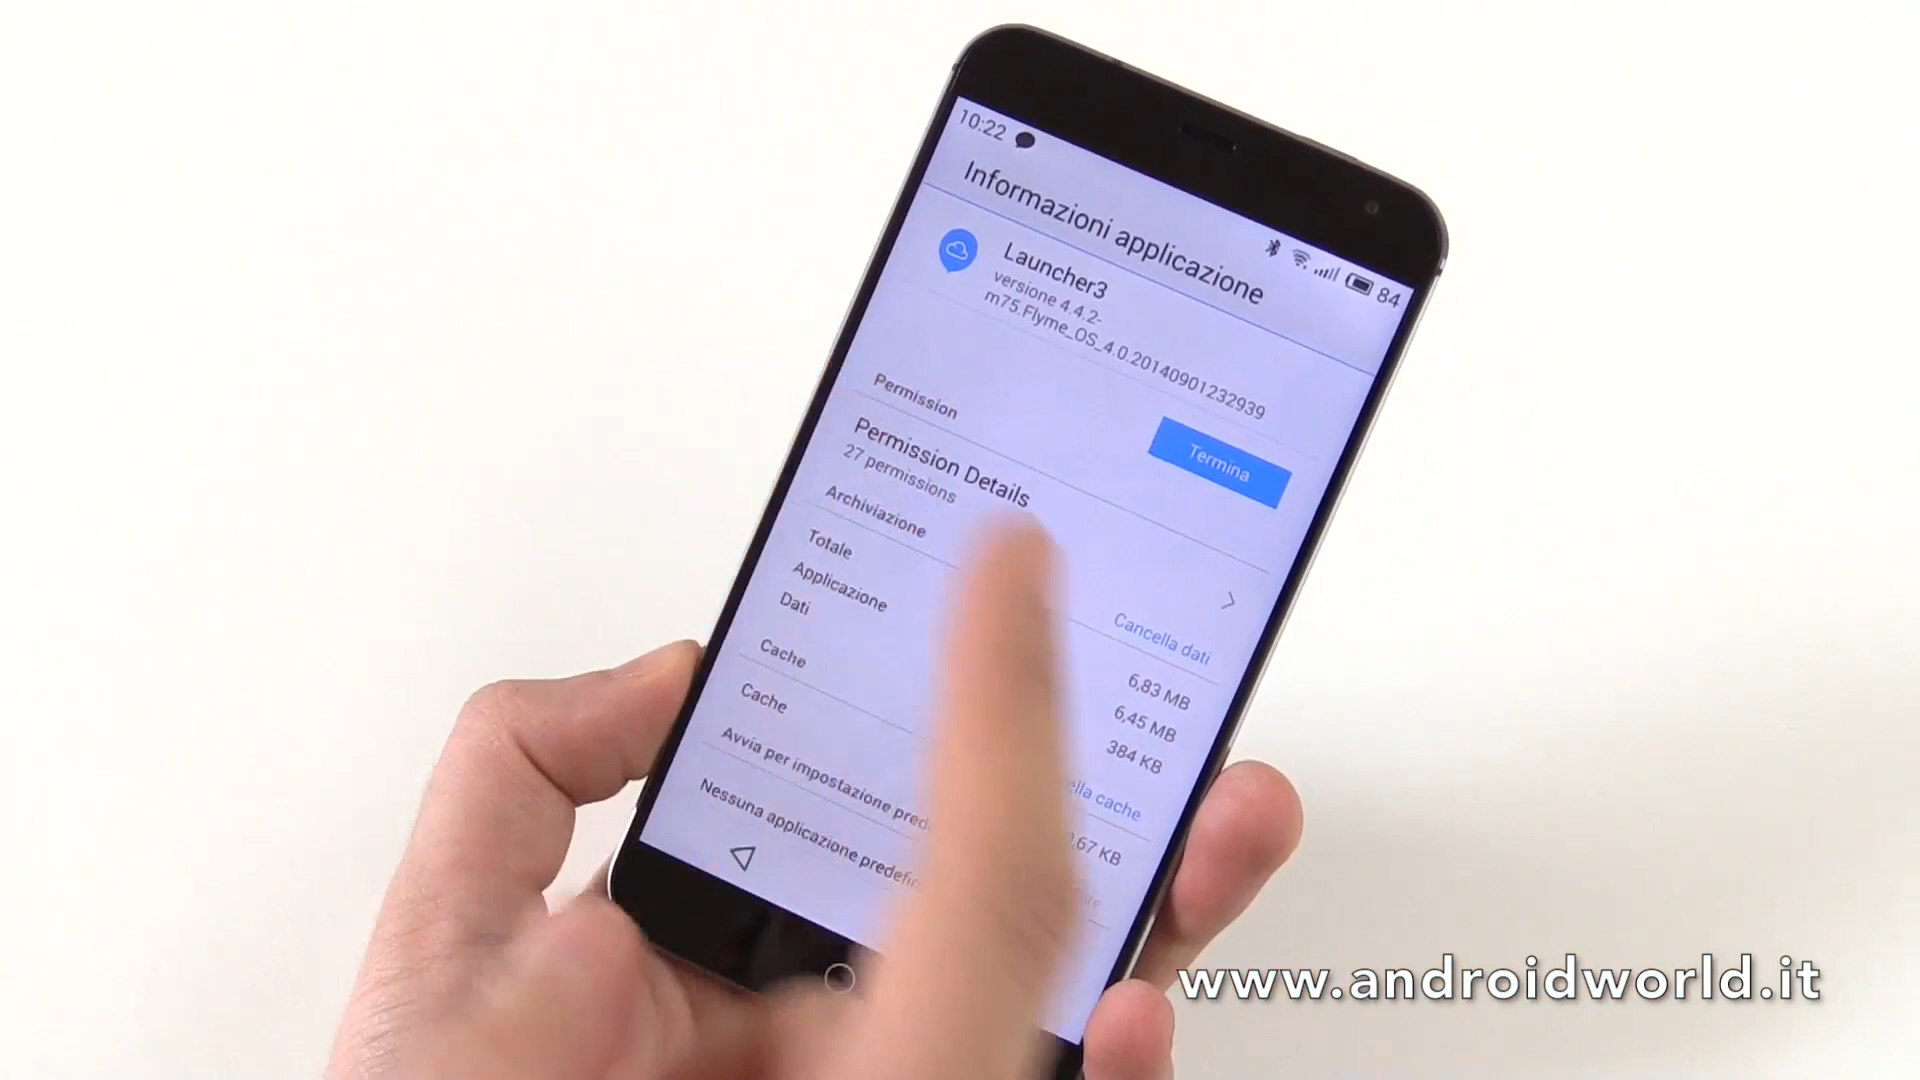 10:22
84
Informazioni applicazione
Launcher3
versione 4.4.2-
m75.Flyme_OS_4.0.20140901232939
Termina
Permission
Permission Details
27 permissions
Archiviazione
Cancella dati
Totale
6,83 MB
Applicazione
6,45 MB
Dati
384 KB
Cache
cache
Cache
KB
Avvia per impostazione
Nessuna applicazione
www.androidworld.it